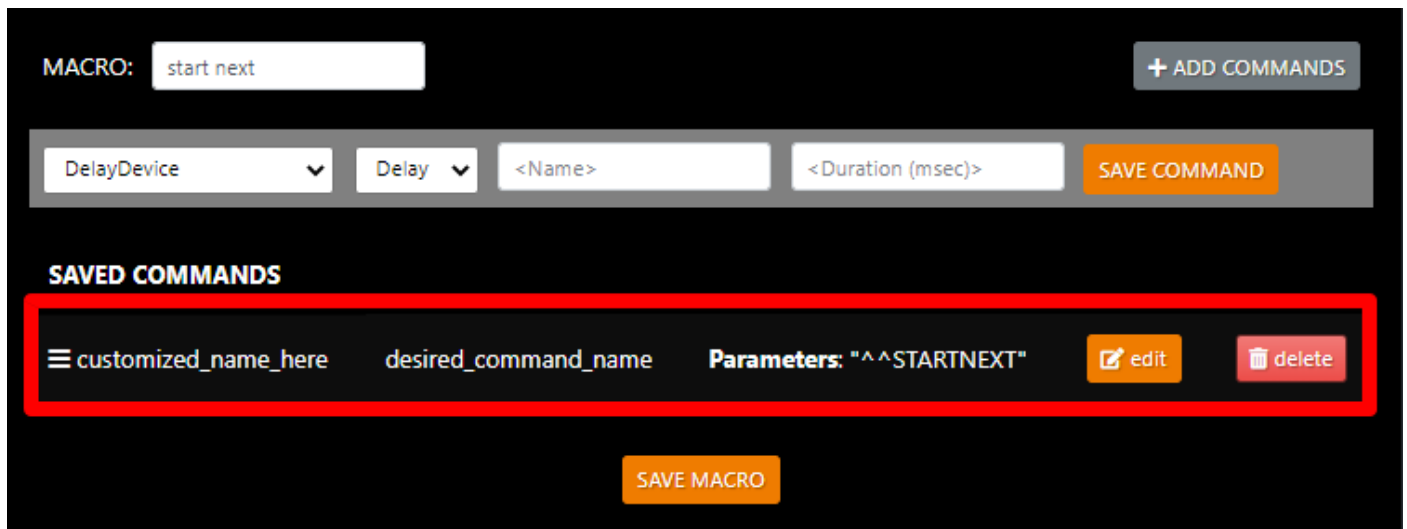 MACRO: start next + ADD COMMANDS
DelayDevice Delay <Name> <Duration (msec)> SAVE COMMAND
SAVED COMMANDS
customized_name_here desired_command_name Parameters: "^^STARTNEXT" edit delete
SAVE MACRO